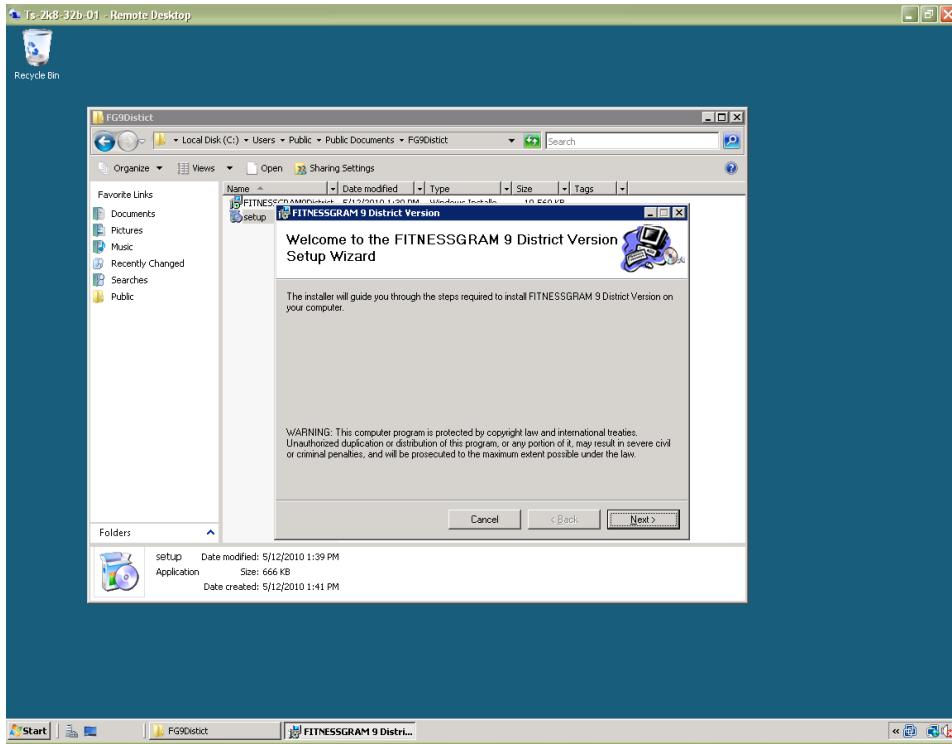 Ts-2k8-32b-01 - Remote Desktop
Recycle Bin
FG9Distict
Local Disk (C:) Users Public Public Documents FG9Distict
Search
Organize Views Open Sharing Settings
Favorite Links
Documents
Pictures
Music
Recently Changed
Searches
Public
Folders
Name Date modified Type Size Tags
setup
FITNESSGRAM 9 District Version
Welcome to the FITNESSGRAM 9 District Version
Setup Wizard
The installer will guide you through the steps required to install FITNESSGRAM 9 District Version on
your computer.
WARNING: This computer program is protected by copyright law and international treaties.
Unauthorized duplication or distribution of this program, or any portion of it, may result in severe civil
or criminal penalties, and will be prosecuted to the maximum extent possible under the law.
Cancel < Back Next >
setup Date modified: 5/12/2010 1:39 PM
Application Size: 666 KB
Date created: 5/12/2010 1:41 PM
Start FG9Distict FITNESSGRAM 9 Distri...